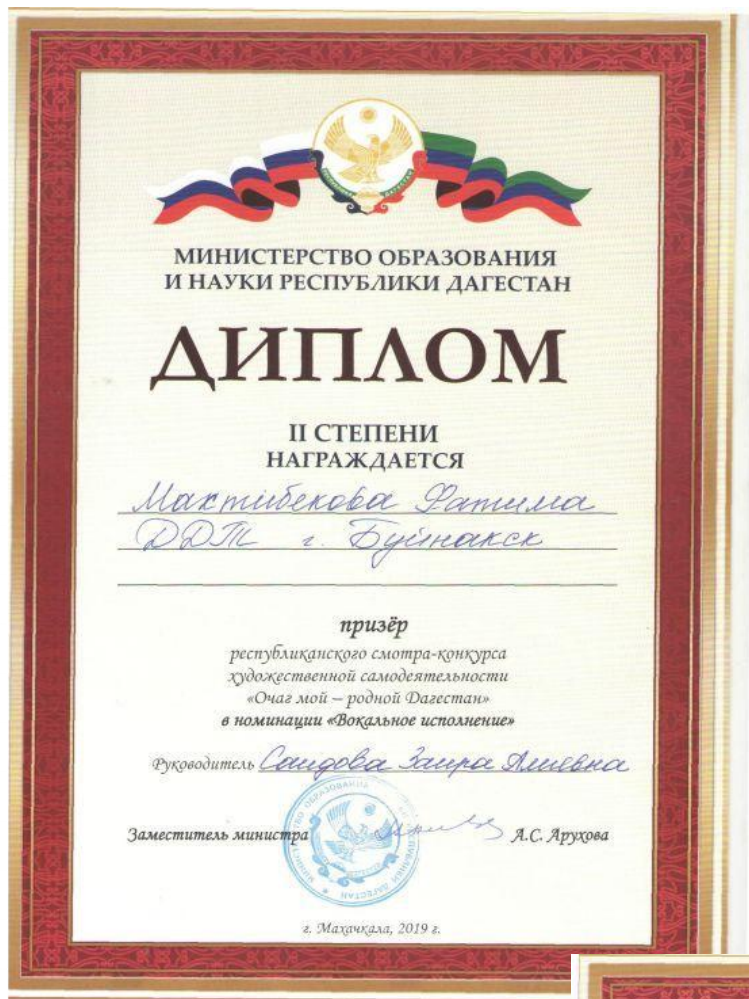 МИНИСТЕРСТВО ОБРАЗОВАНИЯ
И НАУКИ РЕСПУБЛИКИ ДАГЕСТАН
ДИПЛОМ
II СТЕПЕНИ
НАГРАЖДАЕТСЯ
Мактибекова Фатима
ДДТ г. Буйнакск
призёр
республиканского смотра-конкурса
художественной самодеятельности
«Очаг мой – родной Дагестан»
в номинации «Вокальное исполнение»
Руководитель Саидова Заира Алиевна
Заместитель министра А.С. Арухова
г. Махачкала, 2019 г.